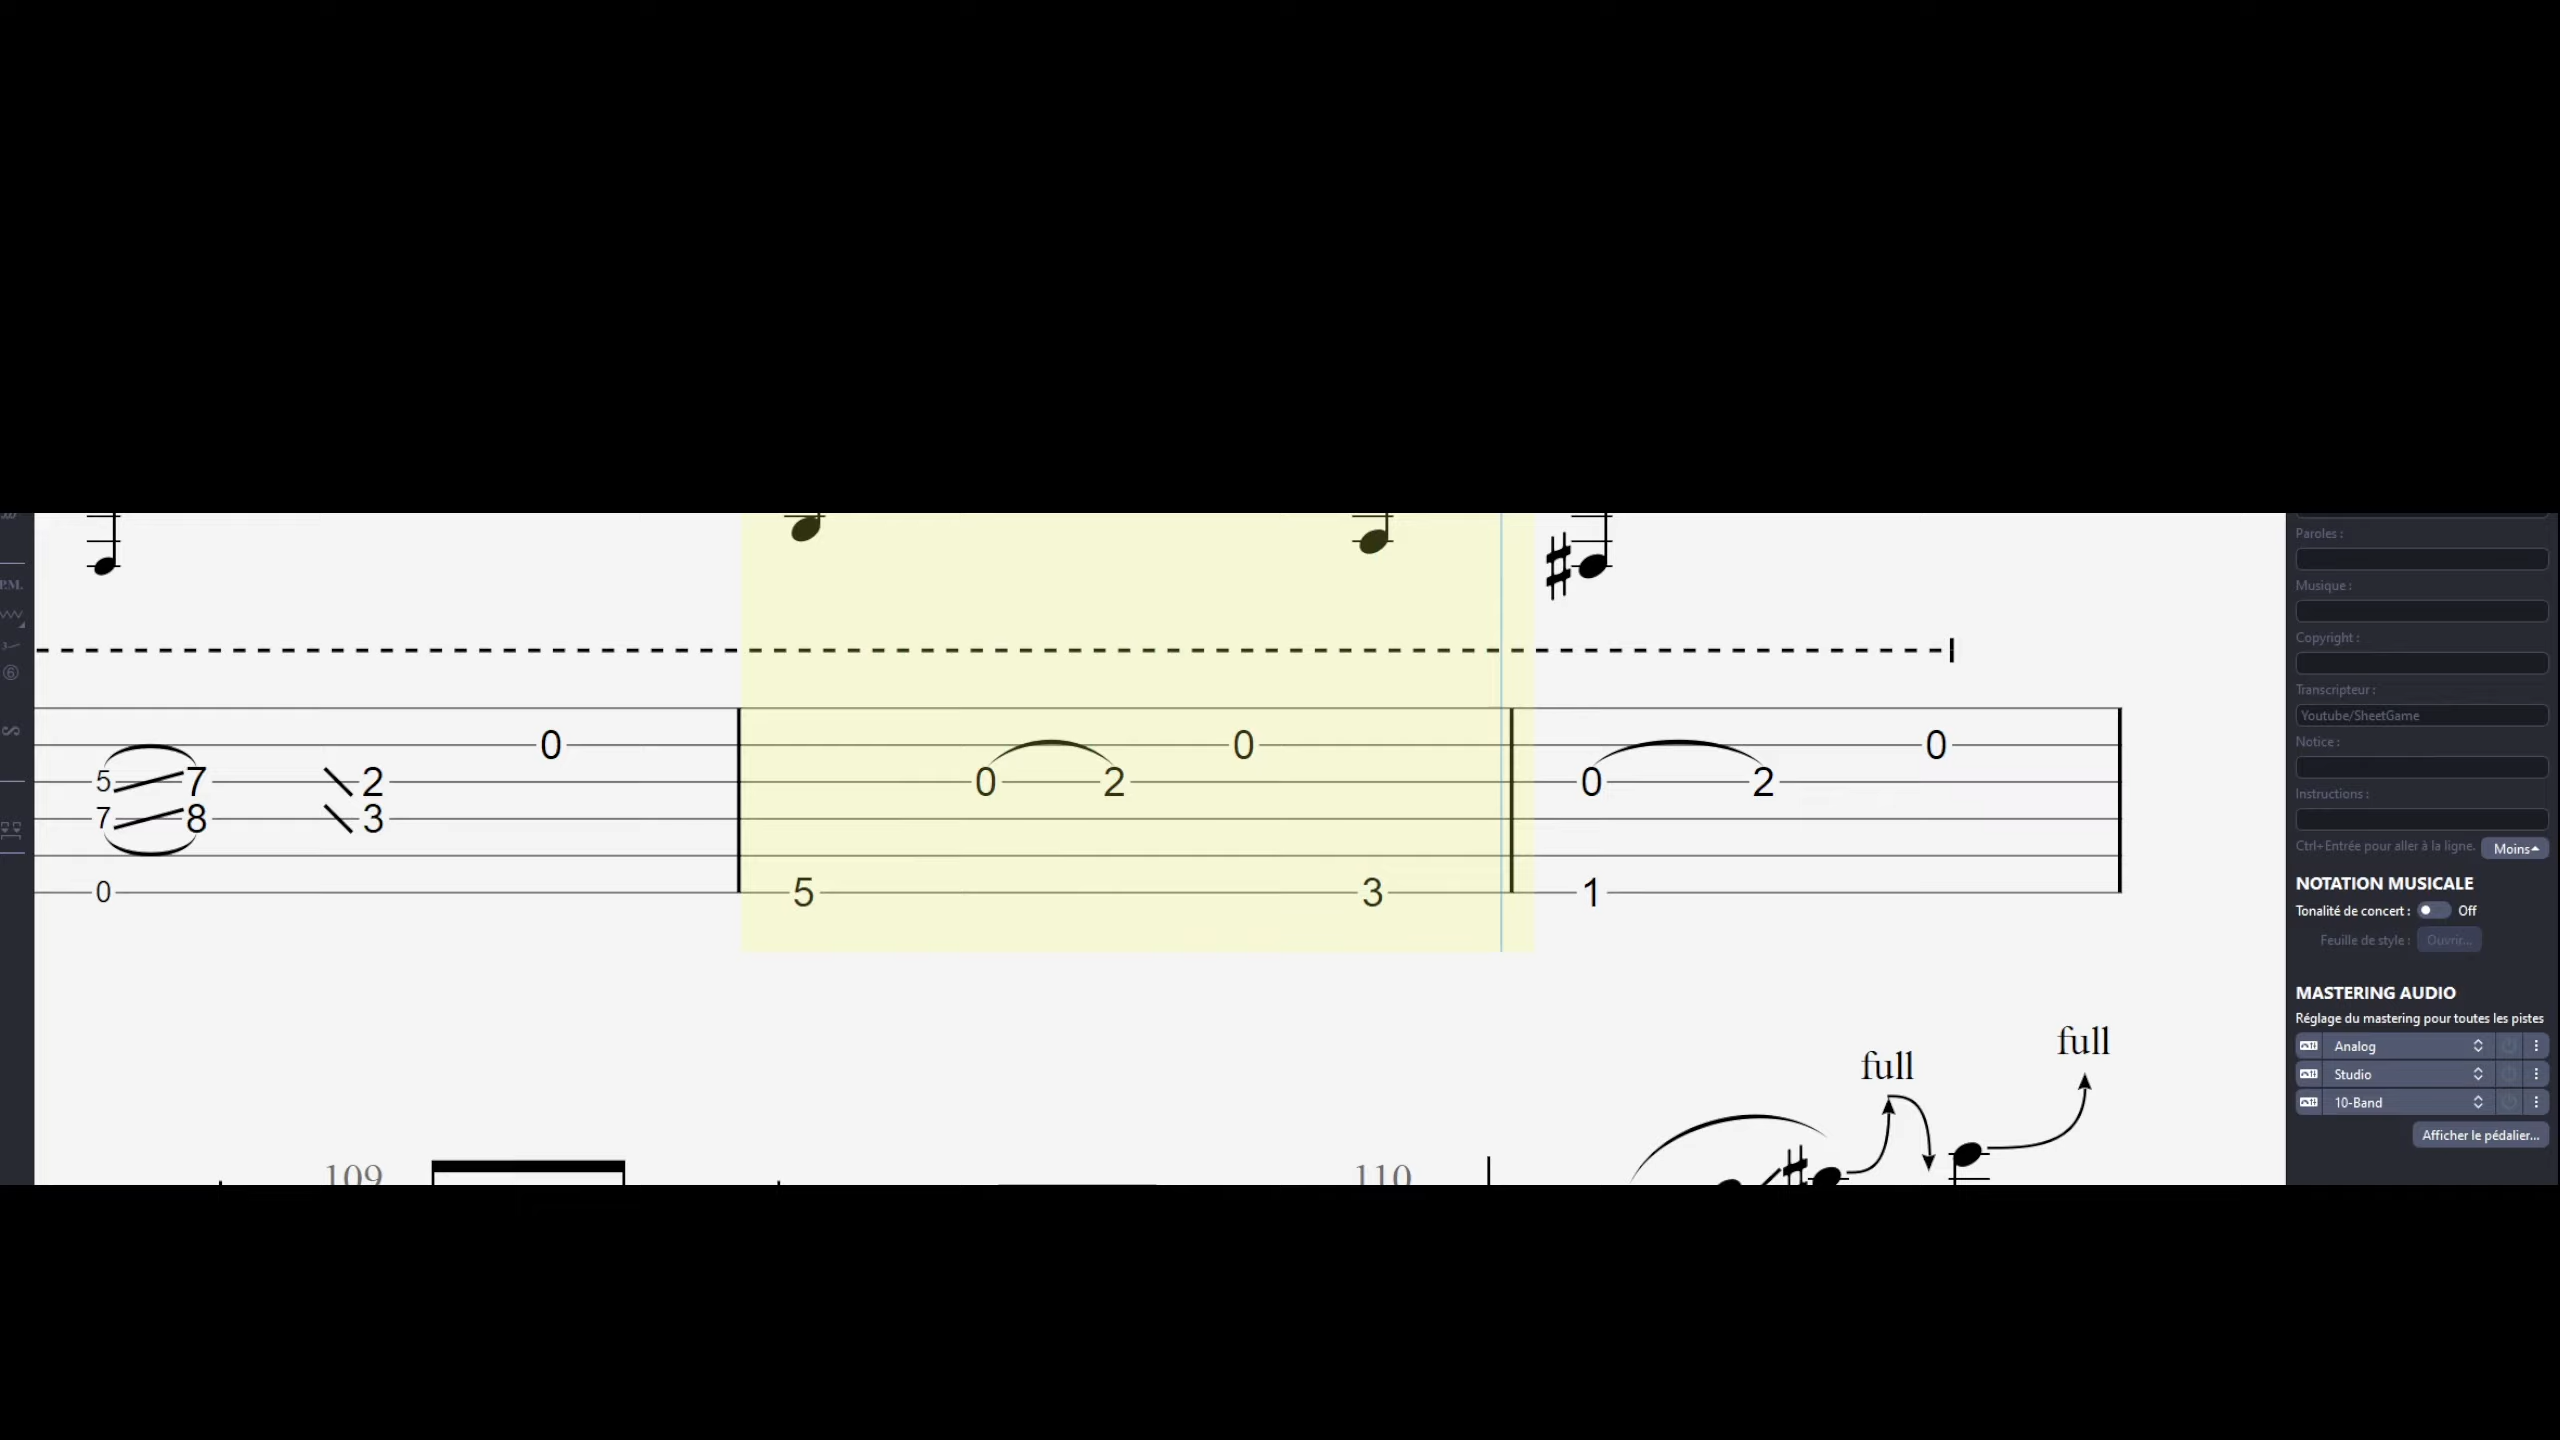 P.M.
0
0
0
5
7
2
0
2
0
2
7
8
3
0
5
3
1
full
full
109
110
Paroles :
Musique :
Copyright :
Transcripteur :
Youtube/SheetGame
Notice :
Instructions :
Ctrl+Entrée pour aller à la ligne.
Moins
NOTATION MUSICALE
Tonalité de concert : Off
Feuille de style : Ouvrir...
MASTERING AUDIO
Réglage du mastering pour toutes les pistes
Analog
Studio
10-Band
Afficher le pédalier...